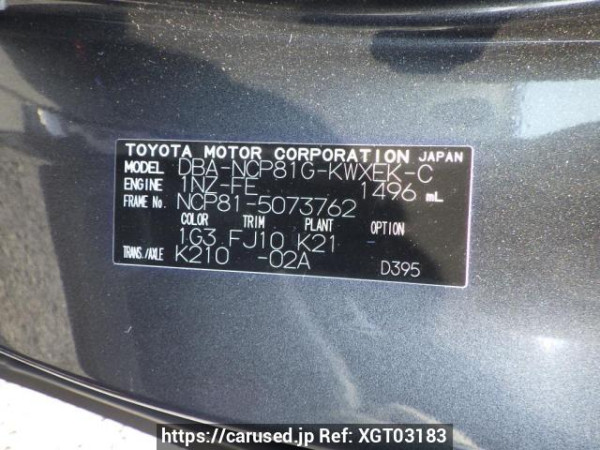 TOYOTA MOTOR CORPORATION JAPAN
MODEL DBA-NCP81G-KWXEK-C
ENGINE 1NZ-FE 1496 mL
FRAME No. NCP81-5073762
COLOR TRIM PLANT OPTION
1G3 FJ10 K21 -
TRANS./AXLE K210 -02A D395
https://carused.jp Ref: XGT03183